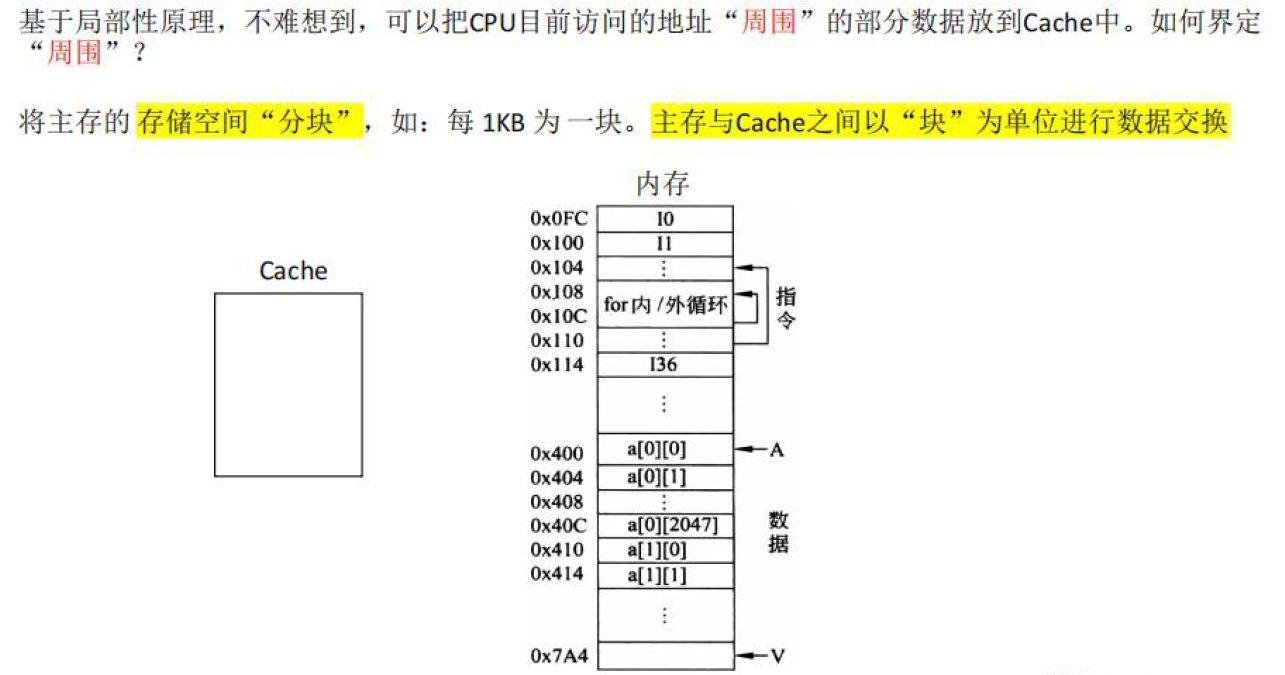 基于局部性原理，不难想到，可以把CPU目前访问的地址“周围”的部分数据放到Cache中。如何界定
“周围”？
将主存的 存储空间“分块”，如：每 1KB 为一块。主存与Cache之间以“块”为单位进行数据交换
内存
Cache
0x0FC I0
0x100 I1
0x104 ⋮
0x108
for内/外循环
0x10C
0x110 ⋮
0x114 I36
⋮
指令
0x400 a[0][0] A
0x404 a[0][1]
0x408 ⋮
0x40C a[0][2047]
0x410 a[1][0]
0x414 a[1][1]
⋮
数据
0x7A4 V